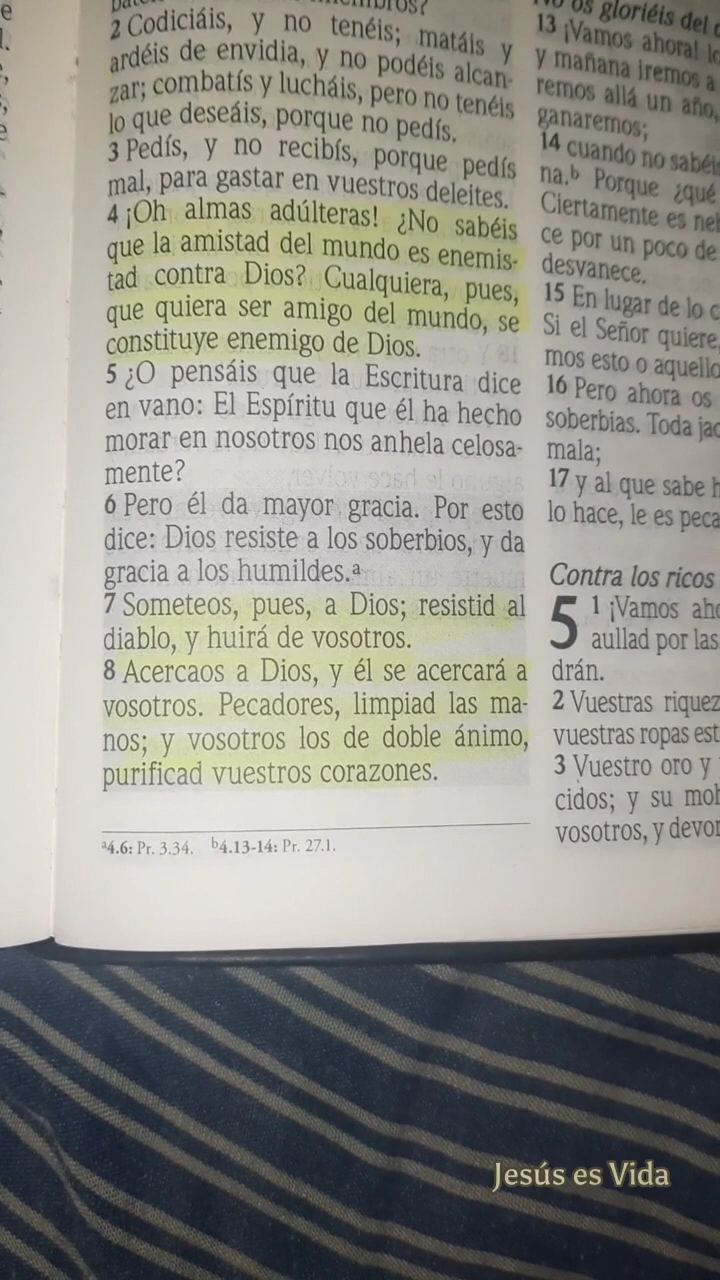 2 Codiciáis, y no tenéis; matáis y
ardéis de envidia, y no podéis alcan-
zar; combatís y lucháis, pero no tenéis
lo que deseáis, porque no pedís.
3 Pedís, y no recibís, porque pedís
mal, para gastar en vuestros deleites.
4 ¡Oh almas adúlteras! ¿No sabéis
que la amistad del mundo es enemis-
tad contra Dios? Cualquiera, pues,
que quiera ser amigo del mundo, se
constituye enemigo de Dios.
5 ¿O pensáis que la Escritura dice
en vano: El Espíritu que él ha hecho
morar en nosotros nos anhela celosa-
mente?
6 Pero él da mayor gracia. Por esto
dice: Dios resiste a los soberbios, y da
gracia a los humildes.ª
7 Someteos, pues, a Dios; resistid al
diablo, y huirá de vosotros.
8 Acercaos a Dios, y él se acercará a
vosotros. Pecadores, limpiad las ma-
nos; y vosotros los de doble ánimo,
purificad vuestros corazones.
ª4.6: Pr. 3.34. ᵇ4.13-14: Pr. 27.1.
os gloriéis del
13 ¡Vamos ahora!
y mañana iremos a
remos allá un año,
ganaremos;
14 cuando no
na.ᵇ Porque ¿qué
Ciertamente es
ce por un poco de
desvanece.
15 En lugar de lo
Si el Señor quiere,
mos esto o
16 Pero ahora os
soberbias. Toda
mala;
17 y al que sabe
lo hace, le es
Contra los ricos
5 1 ¡Vamos
aullad por las
drán.
2 Vuestras
vuestras ropas
3 Vuestro oro y
cidos; y su
vosotros, y
Jesús es Vida